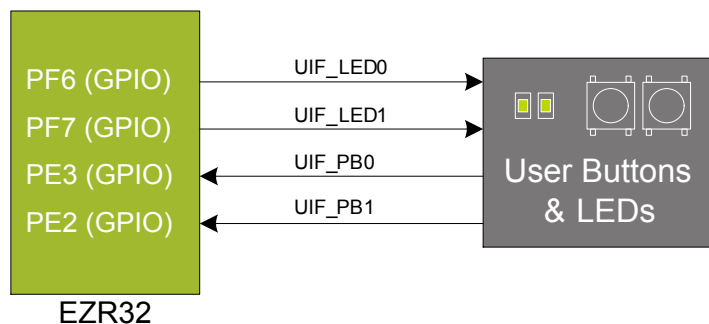 PF6 (GPIO)
UIF_LED0
PF7 (GPIO)
UIF_LED1
PE3 (GPIO)
UIF_PB0
PE2 (GPIO)
UIF_PB1
User Buttons
& LEDs
EZR32